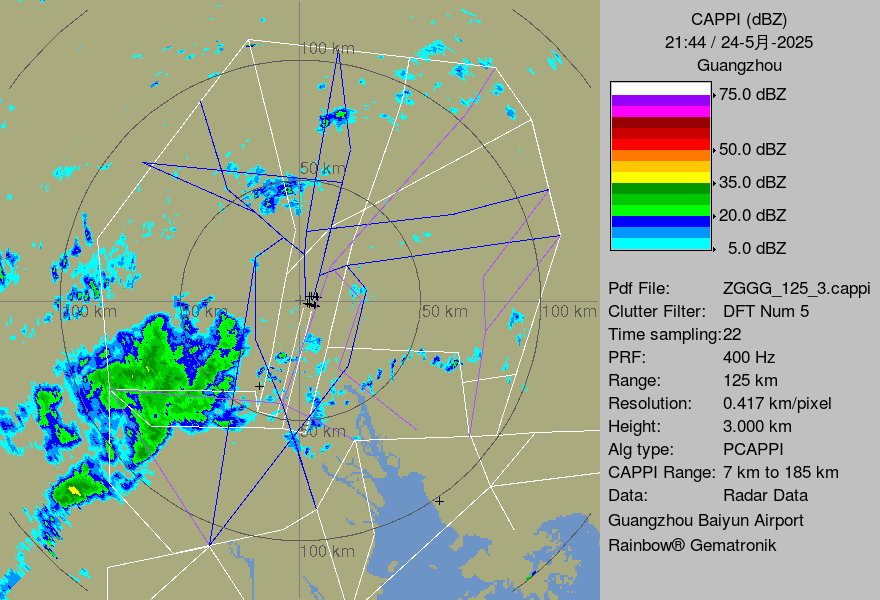 CAPPI (dBZ)
21:44 / 24-5月-2025
Guangzhou
75.0 dBZ
50.0 dBZ
35.0 dBZ
20.0 dBZ
5.0 dBZ
Pdf File: ZGGG_125_3.cappi
Clutter Filter: DFT Num 5
Time sampling:22
PRF: 400 Hz
Range: 125 km
Resolution: 0.417 km/pixel
Height: 3.000 km
Alg type: PCAPPI
CAPPI Range: 7 km to 185 km
Data: Radar Data
Guangzhou Baiyun Airport
Rainbow® Gematronik
100 km
50 km
100 km
50 km
50 km
100 km
50 km
100 km